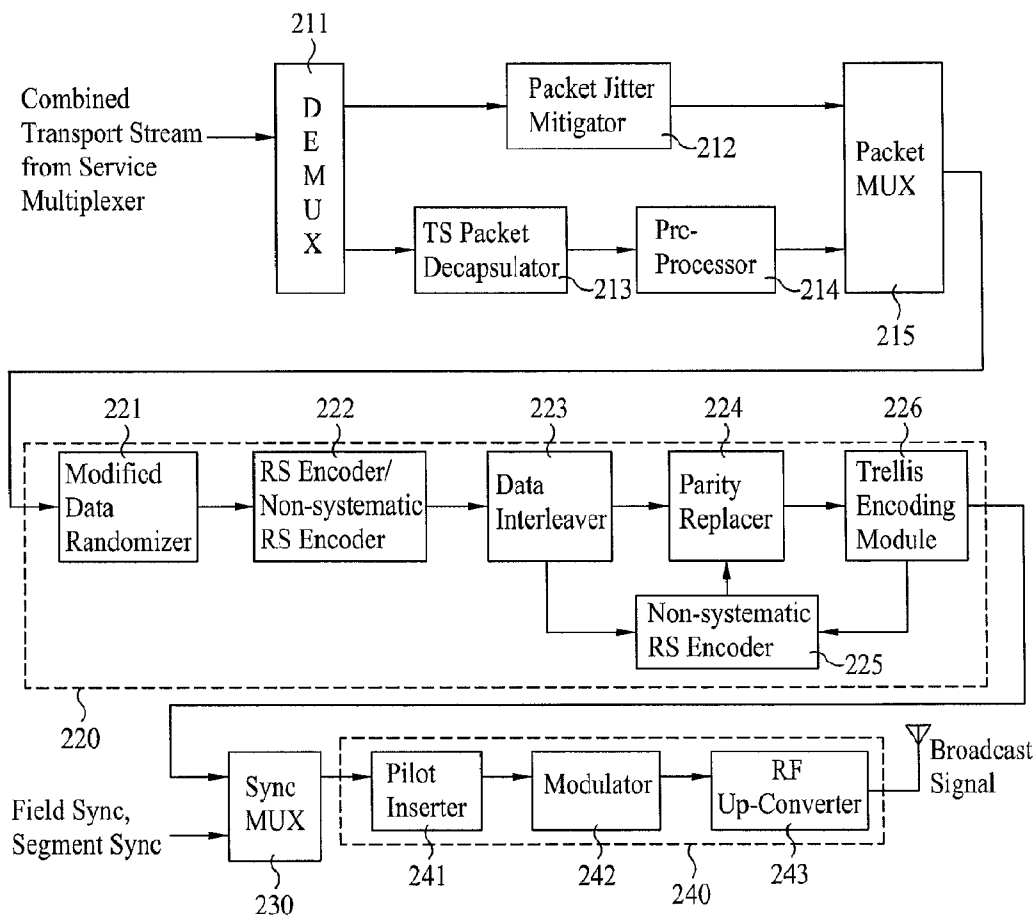 211
Combined
Transport Stream
from Service
Multiplexer
D
E
M
U
X
Packet Jitter
Mitigator
212
Packet
MUX
TS Packet
Decapsulator
213
Prc-
Processor
214
215
221
222
223
224
226
Modified
Data
Randomizer
RS Encoder/
Non-systematic
RS Encoder
Data
Interleaver
Parity
Replacer
Trellis
Encoding
Module
Non-systematic
RS Encoder
225
220
Field Sync,
Segment Sync
Sync
MUX
230
Pilot
Inserter
241
Modulator
242
RF
Up-Converter
243
240
Broadcast
Signal